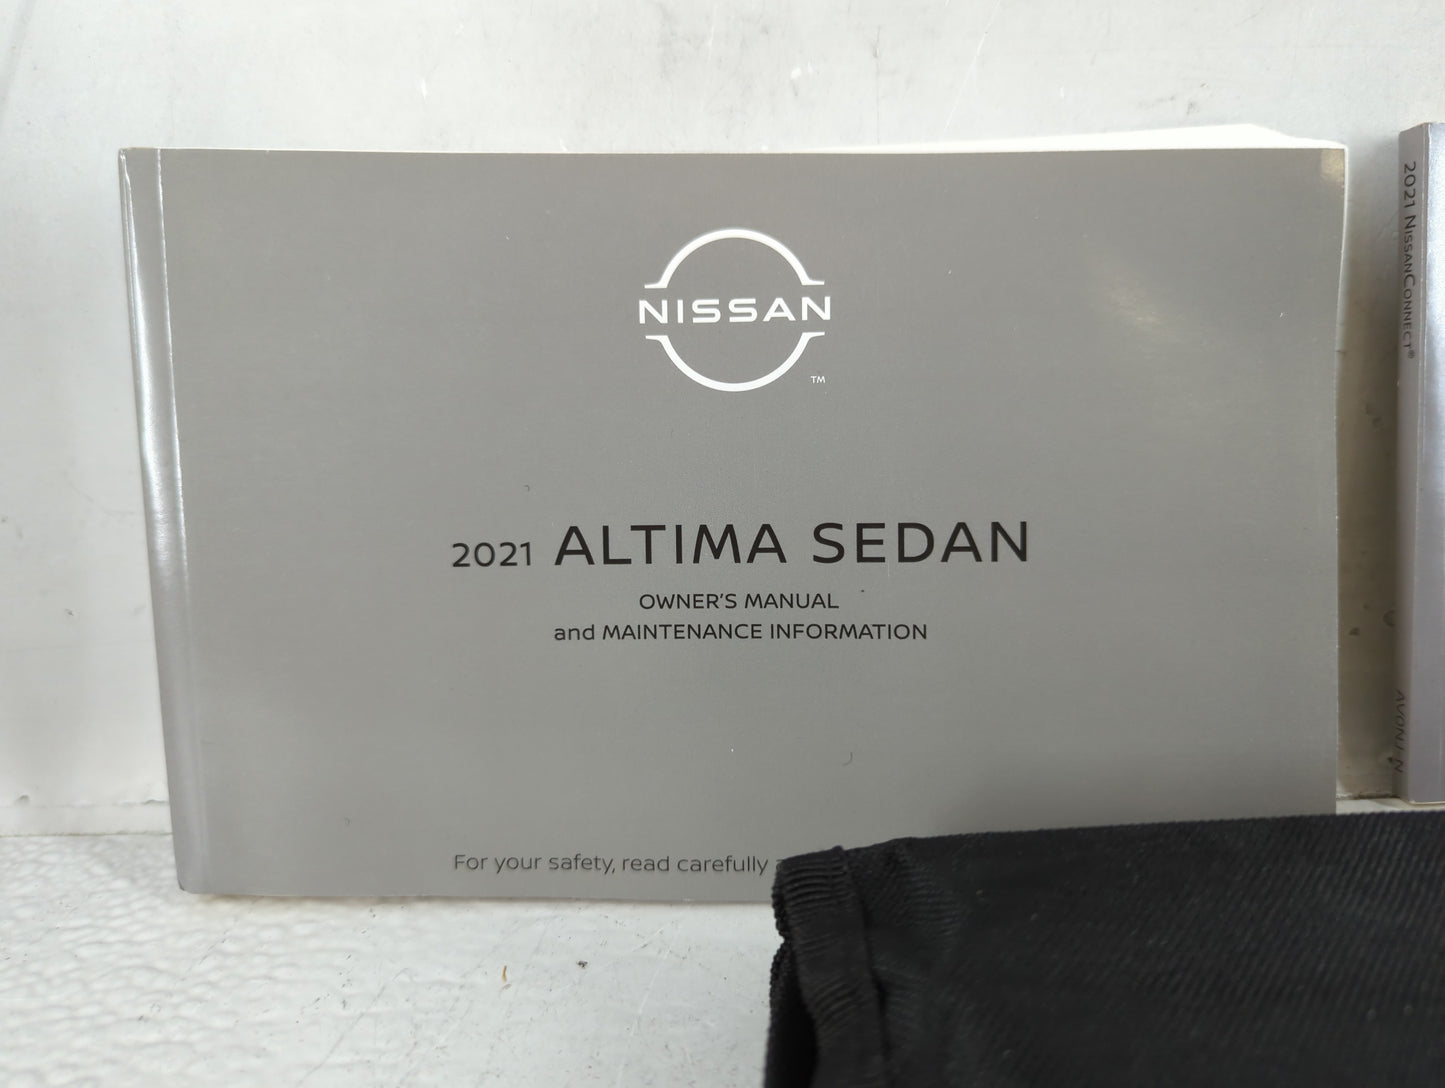 NISSAN
TM
2021 ALTIMA SEDAN
OWNER'S MANUAL
and MAINTENANCE INFORMATION
For your safety, read carefully
2021 NISSANCONNECT®